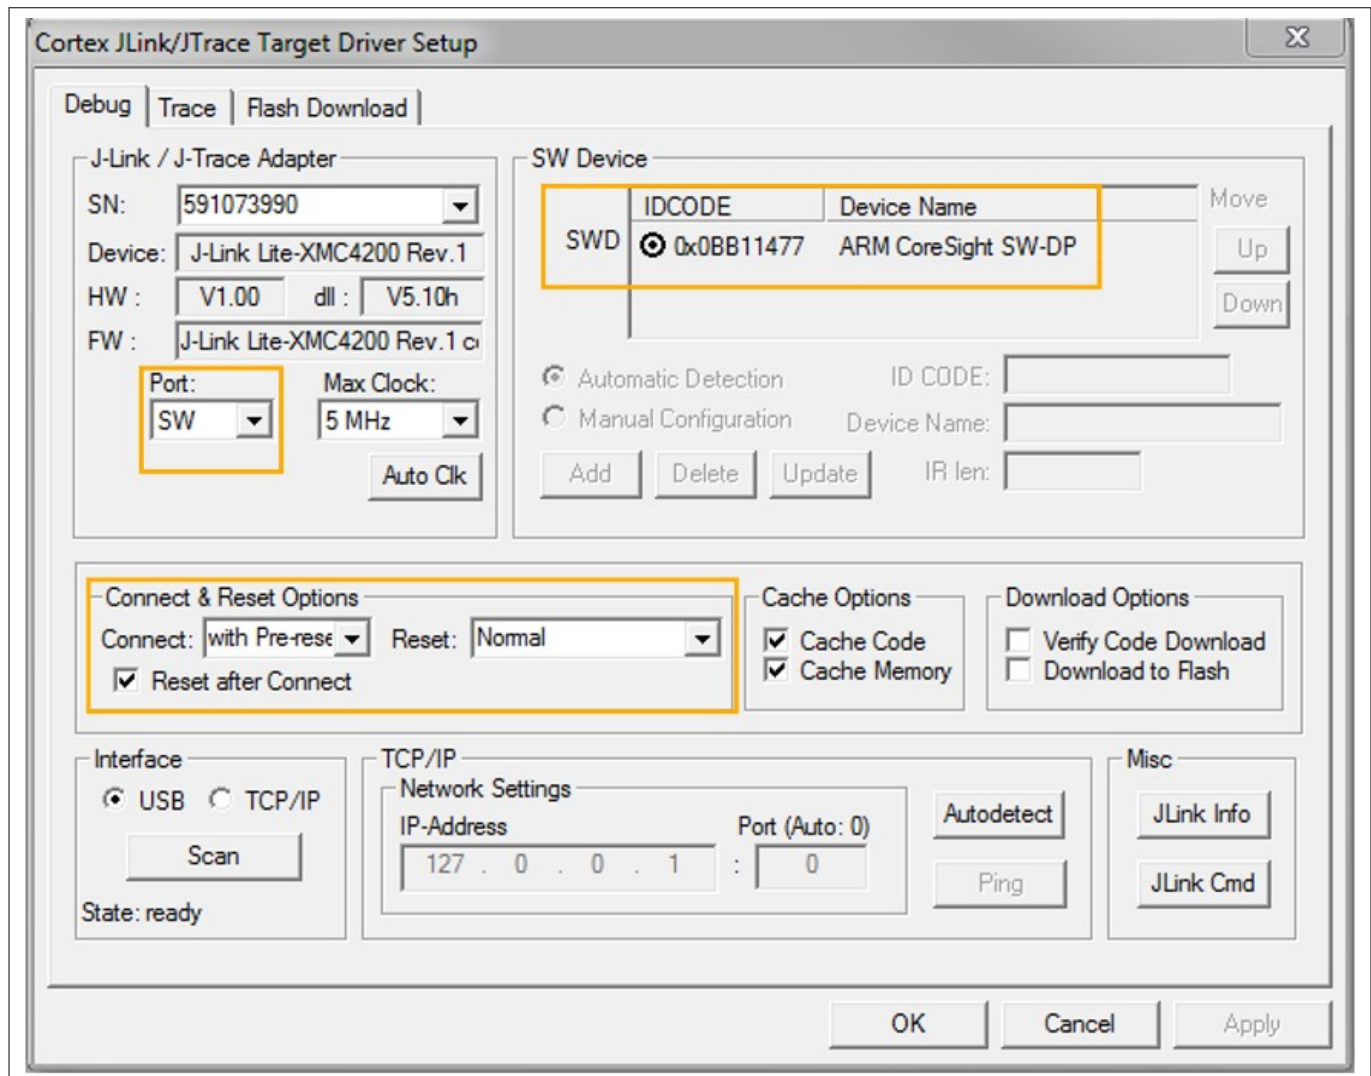 Cortex JLink/JTrace Target Driver Setup
Debug Trace Flash Download
J-Link / J-Trace Adapter
SN: 591073990
Device: J-Link Lite-XMC4200 Rev.1
HW : V1.00 dll : V5.10h
FW : J-Link Lite-XMC4200 Rev.1
Port: Max Clock:
SW 5 MHz
Auto Clk
SW Device
IDCODE Device Name
SWD 0x0BB11477 ARM CoreSight SW-DP
Move
Up
Down
Automatic Detection ID CODE:
Manual Configuration Device Name:
Add Delete Update IR len:
Connect & Reset Options
Connect: with Pre-rese Reset: Normal
Reset after Connect
Cache Options
Cache Code
Cache Memory
Download Options
Verify Code Download
Download to Flash
Interface
USB TCP/IP
Scan
State: ready
TCP/IP
Network Settings
IP-Address Port (Auto: 0)
127 . 0 . 0 . 1 : 0
Autodetect
Ping
Misc
JLink Info
JLink Cmd
OK Cancel Apply